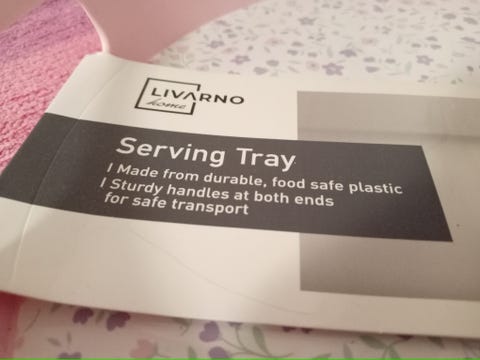 LIVARNO
home
Serving Tray
| Made from durable, food safe plastic
| Sturdy handles at both ends
for safe transport